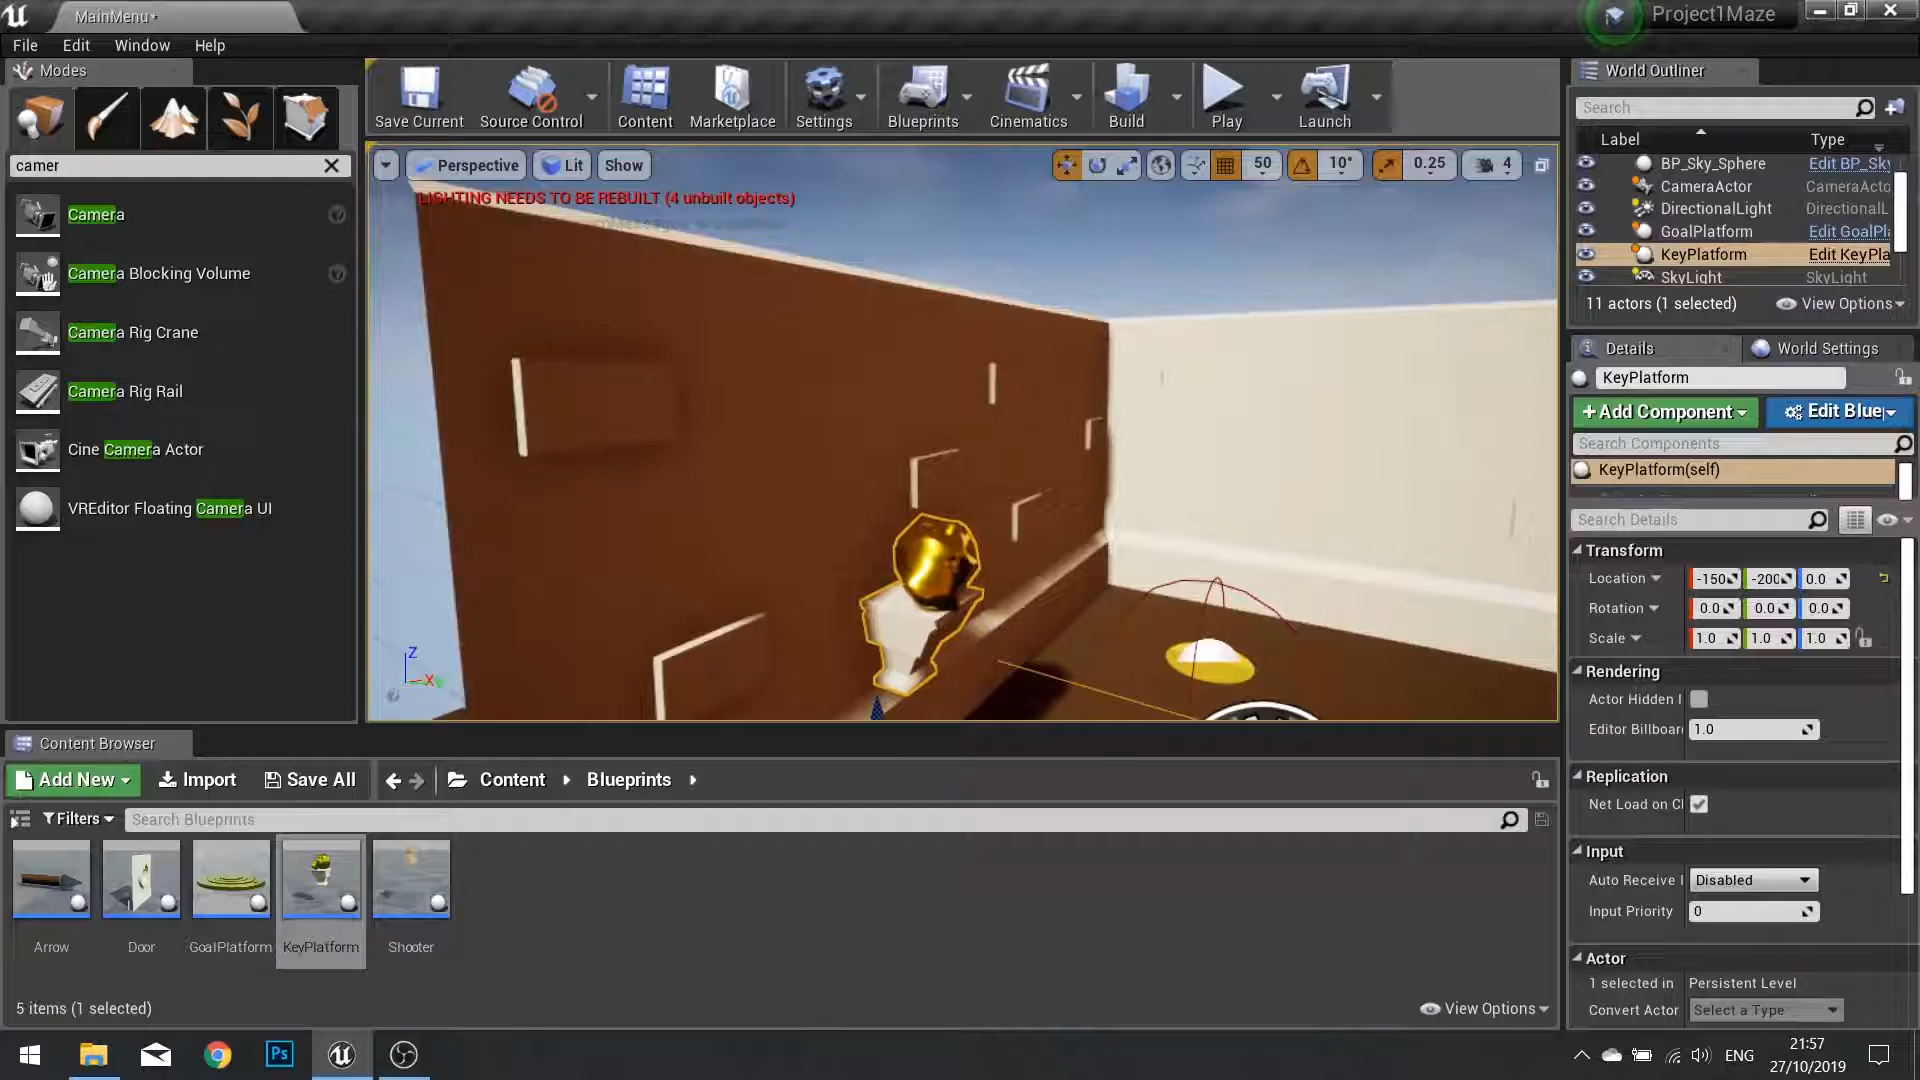 MainMenu*
Project1Maze
File Edit Window Help
Modes
camer
Camera
Camera Blocking Volume
Camera Rig Crane
Camera Rig Rail
Cine Camera Actor
VREditor Floating Camera UI
Save Current
Source Control
Content
Marketplace
Settings
Blueprints
Cinematics
Build
Play
Launch
Perspective
Lit
Show
50
10°
0.25
4
LIGHTING NEEDS TO BE REBUILT (4 unbuilt objects)
Z
X
World Outliner
Search
Label Type
BP_Sky_Sphere Edit BP_Sky
CameraActor CameraActo
DirectionalLight DirectionalL
GoalPlatform Edit GoalPla
KeyPlatform Edit KeyPla
SkyLight SkyLight
11 actors (1 selected) View Options
Details World Settings
KeyPlatform
+Add Component Edit Blue
Search Components
KeyPlatform(self)
Search Details
Transform
Location -150 -200 0.0
Rotation 0.0 0.0 0.0
Scale 1.0 1.0 1.0
Rendering
Actor Hidden I
Editor Billboar 1.0
Replication
Net Load on Cl
Input
Auto Receive I Disabled
Input Priority 0
Actor
1 selected in Persistent Level
Convert Actor Select a Type
Content Browser
Add New Import Save All Content Blueprints
Filters Search Blueprints
Arrow
Door
GoalPlatform
KeyPlatform
Shooter
5 items (1 selected) View Options
Ps
ENG
21:57
27/10/2019